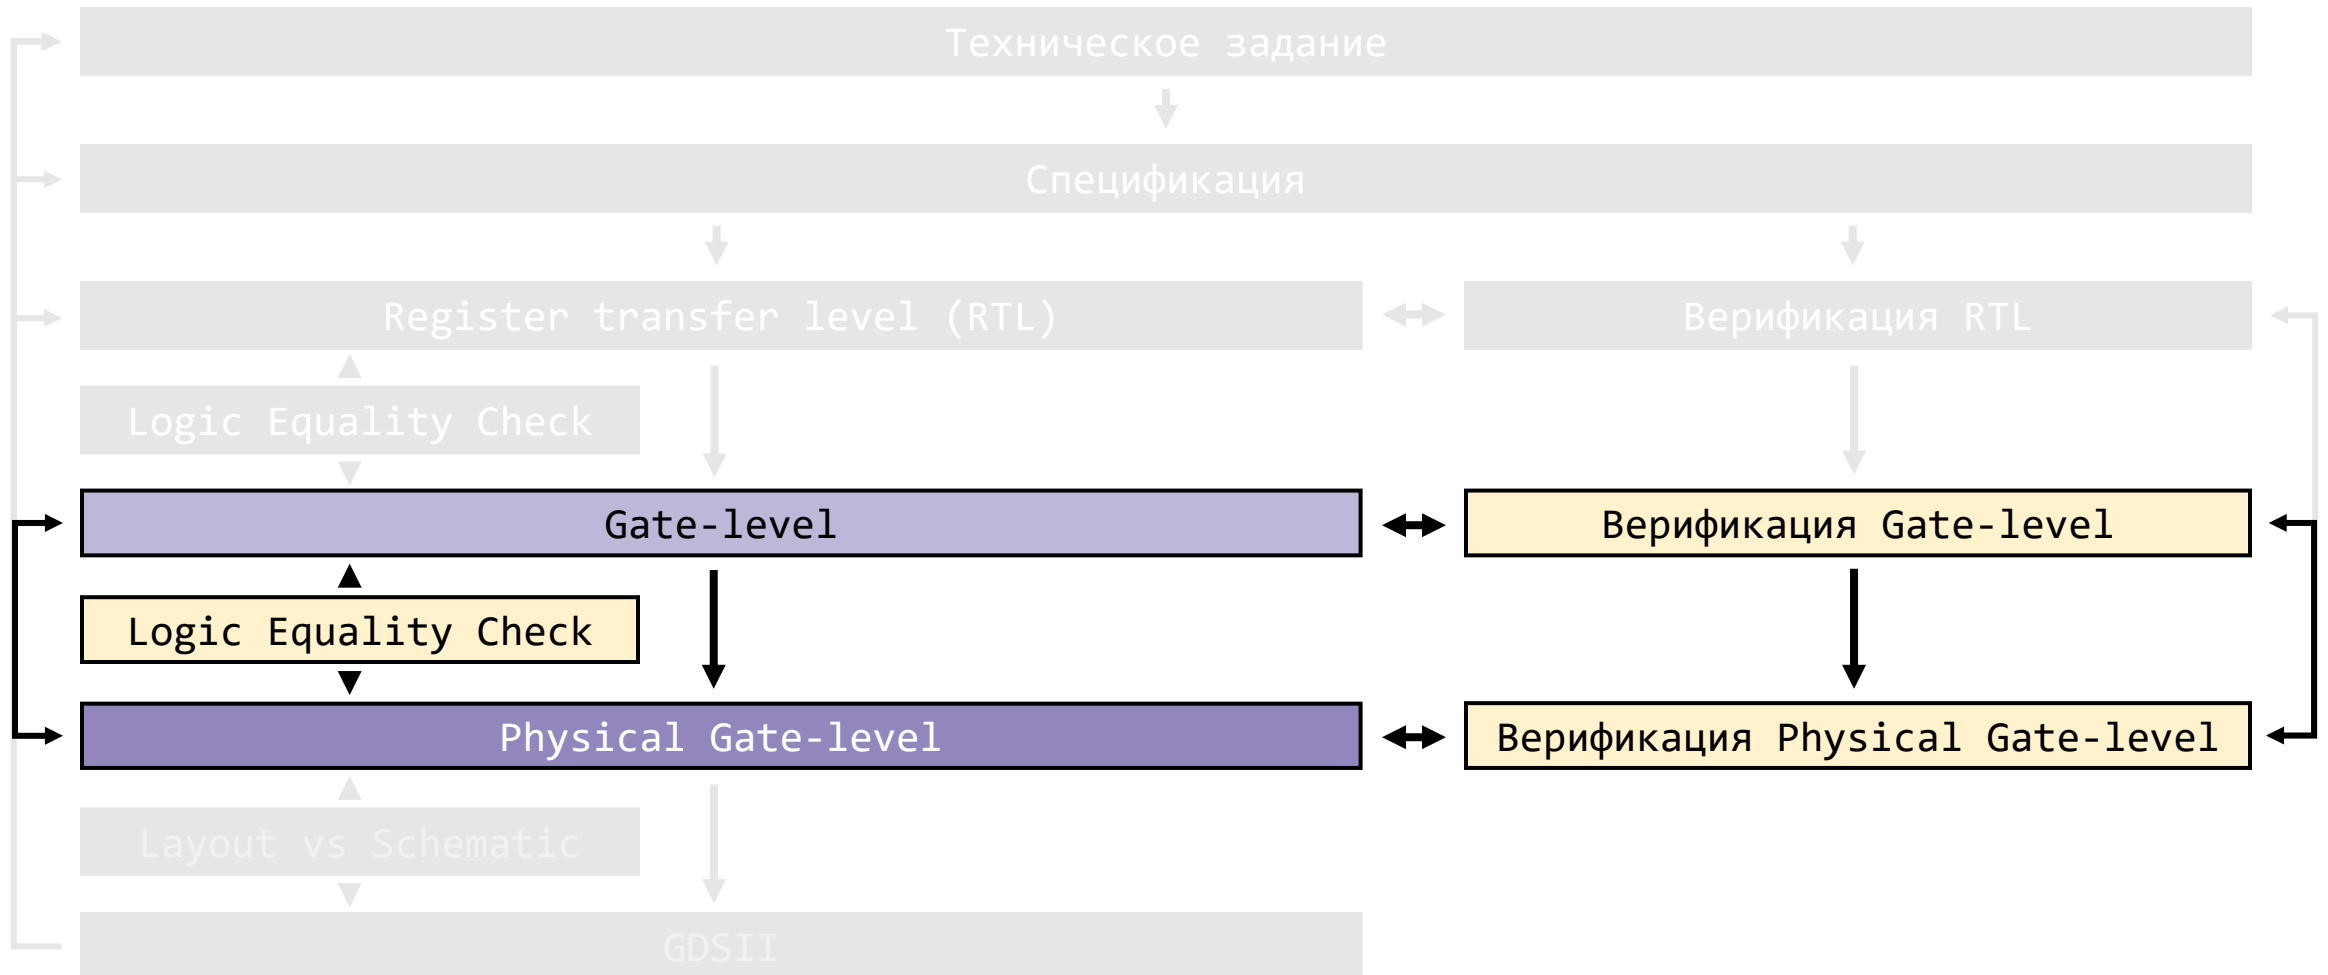 Техническое задание
Спецификация
Register transfer level (RTL)
Верификация RTL
Logic Equality Check
Gate-level
Верификация Gate-level
Logic Equality Check
Physical Gate-level
Верификация Physical Gate-level
Layout vs Schematic
GDSII